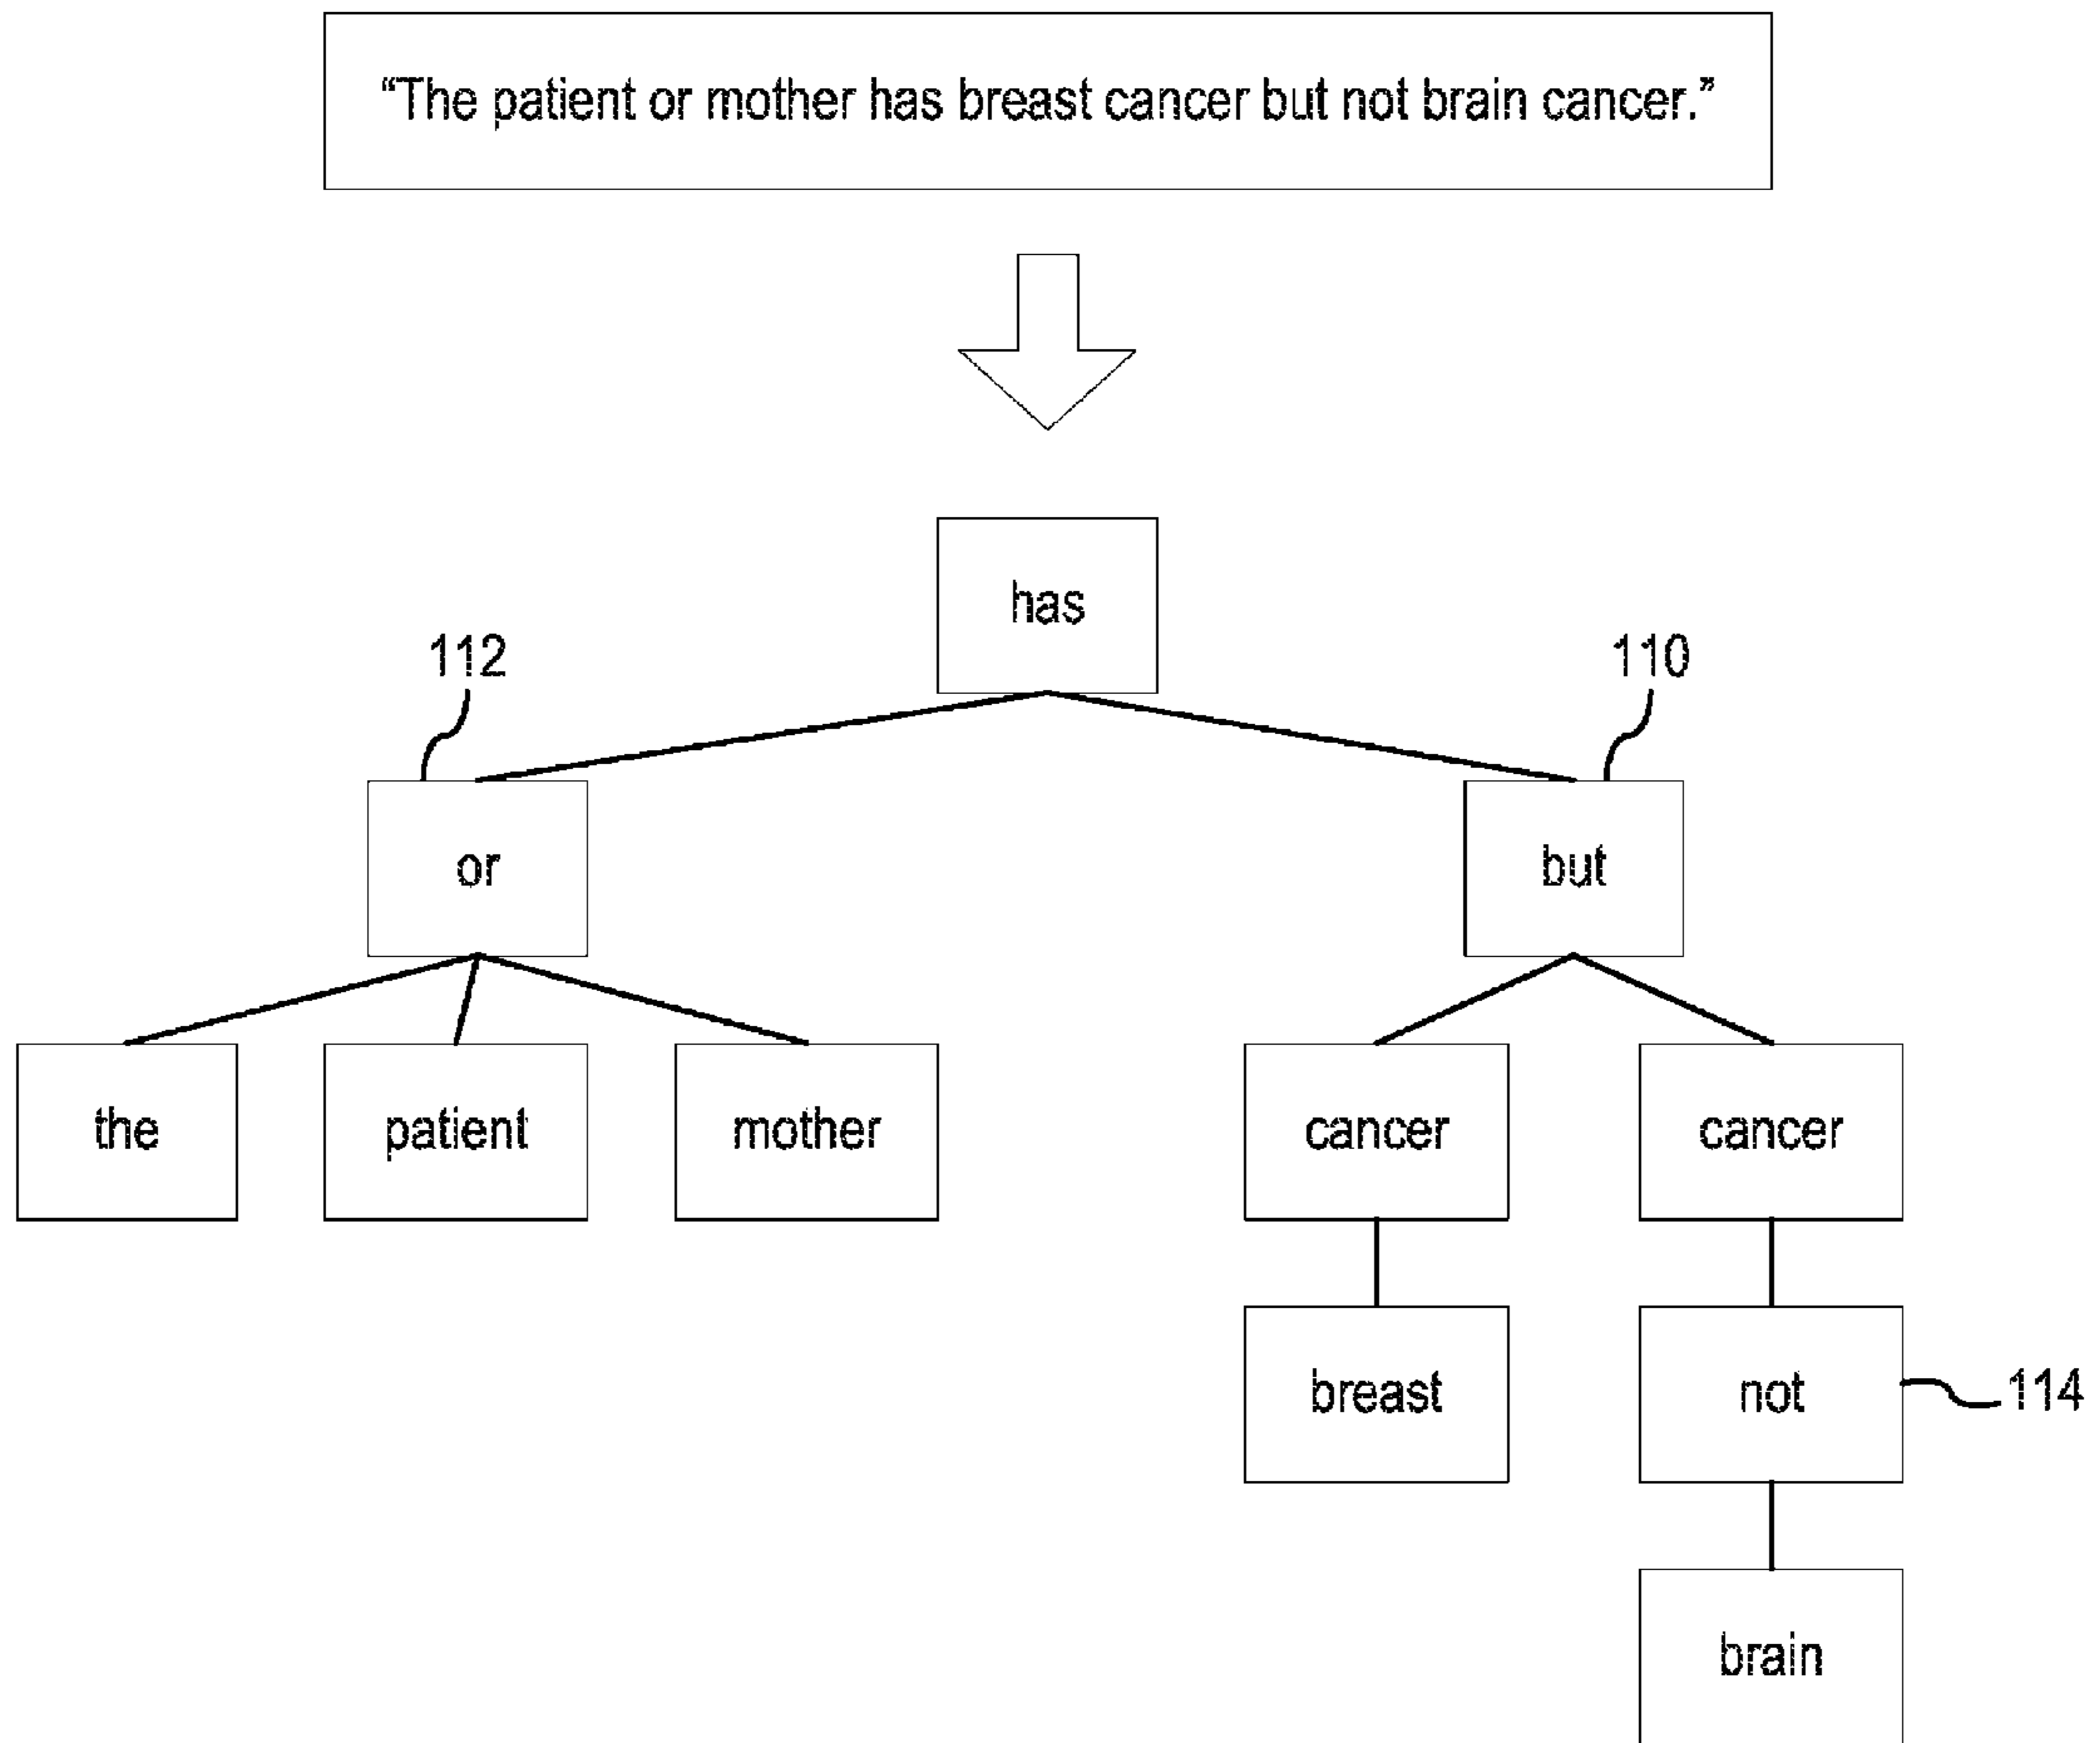 “The patient or mother has breast cancer but not brain cancer.”
has
112
110
or
but
the
patient
mother
cancer
cancer
breast
not
114
brain